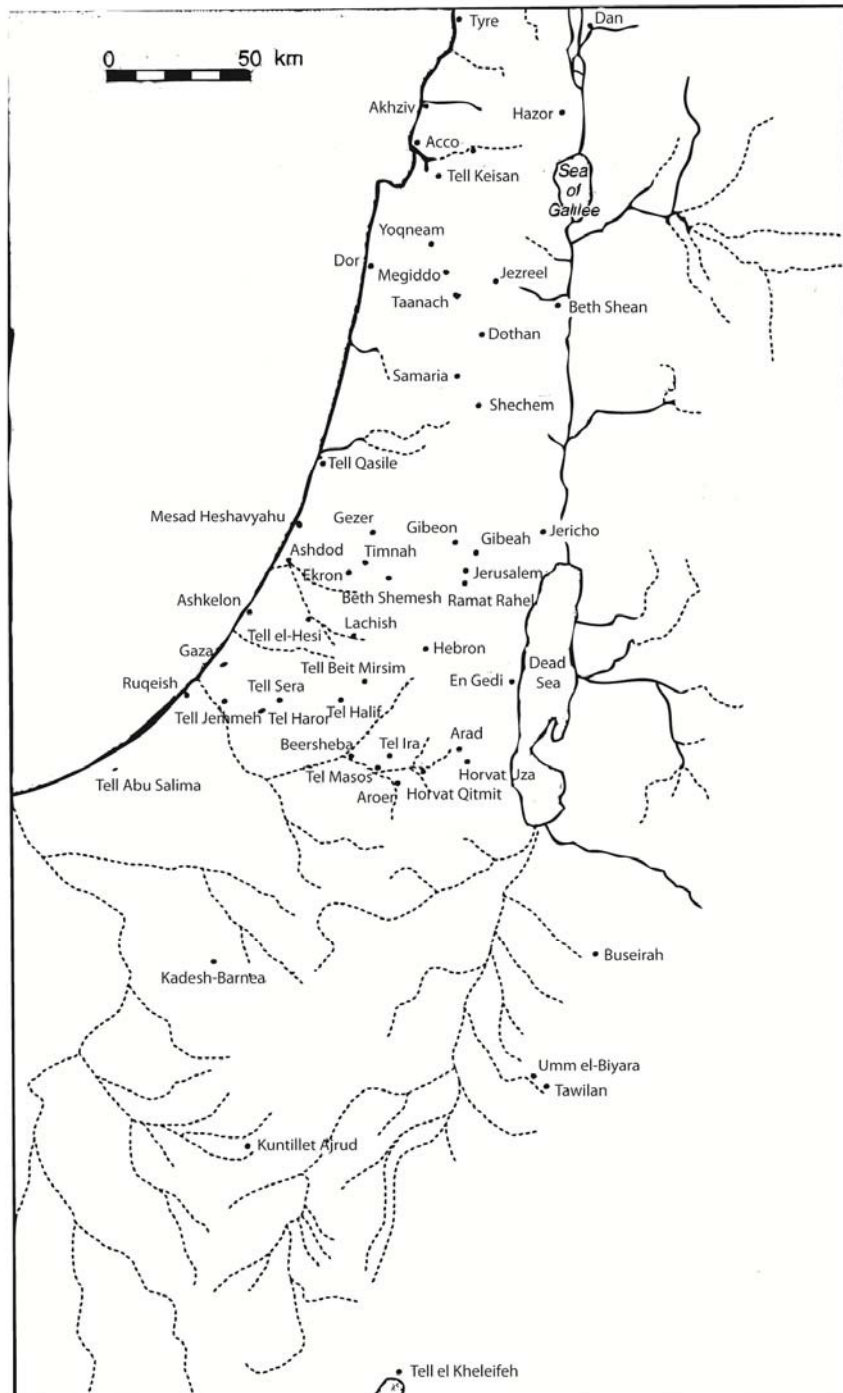 Tyre
Dan
0 50 km
Akhziv
Hazor
Acco
Tell Keisan
Sea
of
Galilee
Yoqneam
Dor
Megiddo
Jezreel
Taanach
Beth Shean
Dothan
Samaria
Shechem
Tell Qasile
Mesad Heshavyahu
Gezer
Gibeon
Gibeah
Jericho
Ashdod
Timnah
Ekron
Jerusalem
Beth Shemesh
Ramat Rahel
Ashkelon
Tell el-Hesi
Lachish
Hebron
Gaza
Tell Beit Mirsim
En Gedi
Dead
Sea
Ruqeish
Tell Sera
Tell Jemmeh
Tel Haror
Tel Halif
Beersheba
Tel Ira
Arad
Tell Abu Salima
Tel Masos
Horvat Uza
Aroer
Horvat Qitmit
Buseirah
Kadesh-Barnea
Umm el-Biyara
Tawilan
Kuntillet Ajrud
Tell el Kheleifeh